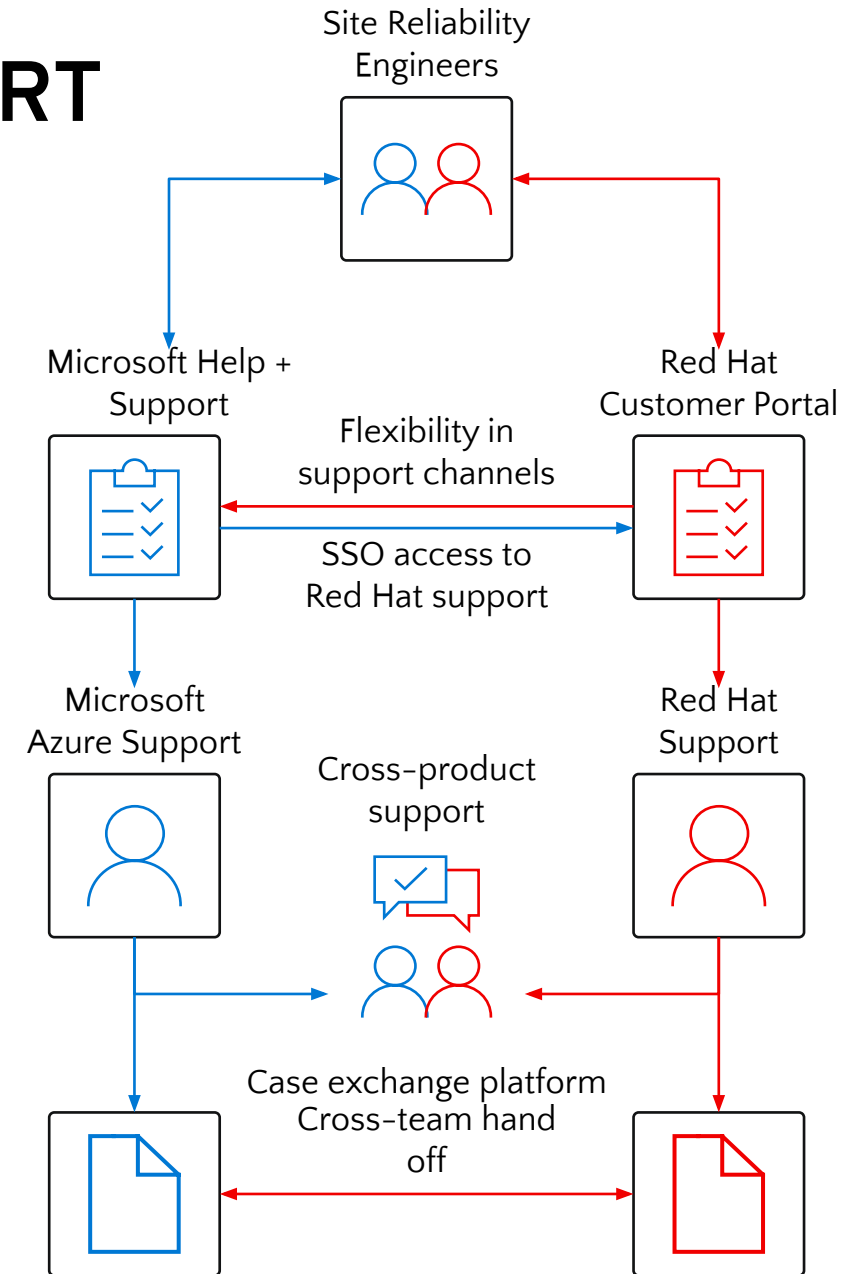 RT
Site Reliability
Engineers
Microsoft Help +
Support
Red Hat
Customer Portal
Flexibility in
support channels
SSO access to
Red Hat support
Microsoft
Azure Support
Red Hat
Support
Cross-product
support
Case exchange platform
Cross-team hand
off